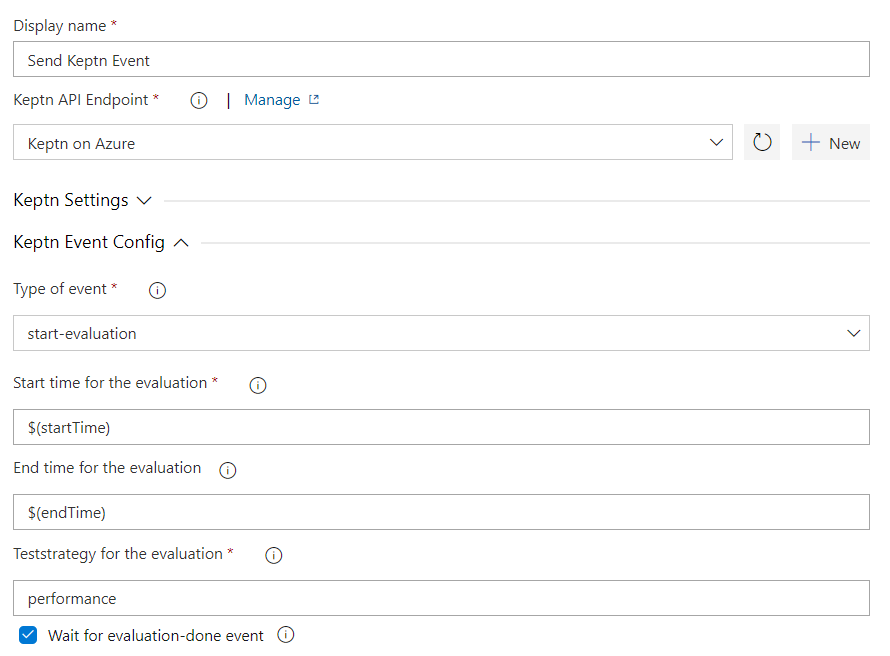 Display name *
Send Keptn Event
Keptn API Endpoint * | Manage
Keptn on Azure
New
Keptn Settings
Keptn Event Config
Type of event *
start-evaluation
Start time for the evaluation *
$(startTime)
End time for the evaluation
$(endTime)
Teststrategy for the evaluation *
performance
Wait for evaluation-done event